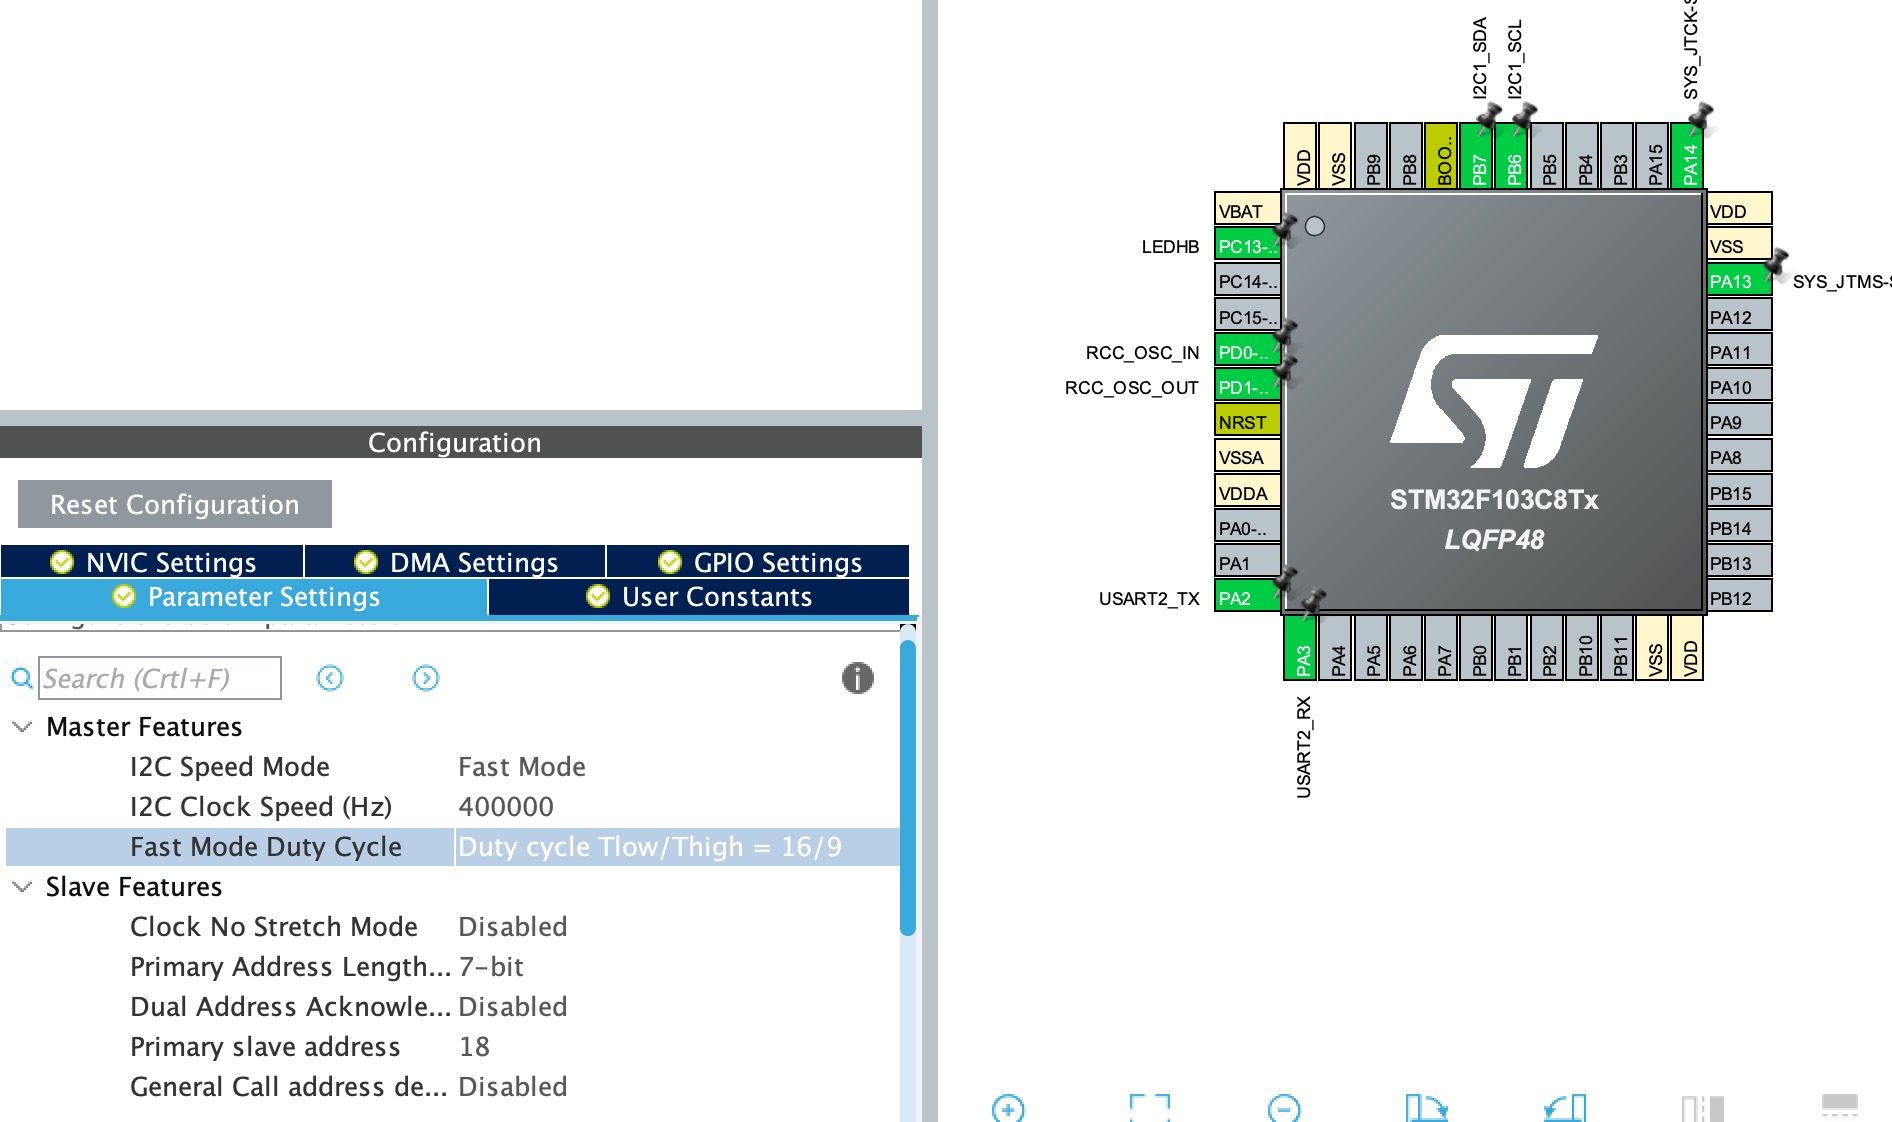 Configuration
Reset Configuration
NVIC Settings
DMA Settings
GPIO Settings
Parameter Settings
User Constants
Search (Crtl+F)
Master Features
I2C Speed Mode Fast Mode
I2C Clock Speed (Hz) 400000
Fast Mode Duty Cycle Duty cycle Tlow/Thigh = 16/9
Slave Features
Clock No Stretch Mode Disabled
Primary Address Length... 7-bit
Dual Address Acknowle... Disabled
Primary slave address 18
General Call address de... Disabled
I2C1_SDA
I2C1_SCL
SYS_JTCK-S
VDD
VSS
PB9
PB8
BOO..
PB7
PB6
PB5
PB4
PB3
PA15
PA14
VBAT
LEDHB PC13-..
PC14-..
PC15-..
RCC_OSC_IN PD0-..
RCC_OSC_OUT PD1-..
NRST
VSSA
VDDA
PA0-..
PA1
USART2_TX PA2
STM32F103C8Tx
LQFP48
VDD
VSS
PA13 SYS_JTMS-S
PA12
PA11
PA10
PA9
PA8
PB15
PB14
PB13
PB12
PA3
PA4
PA5
PA6
PA7
PB0
PB1
PB2
PB10
PB11
VSS
VDD
USART2_RX